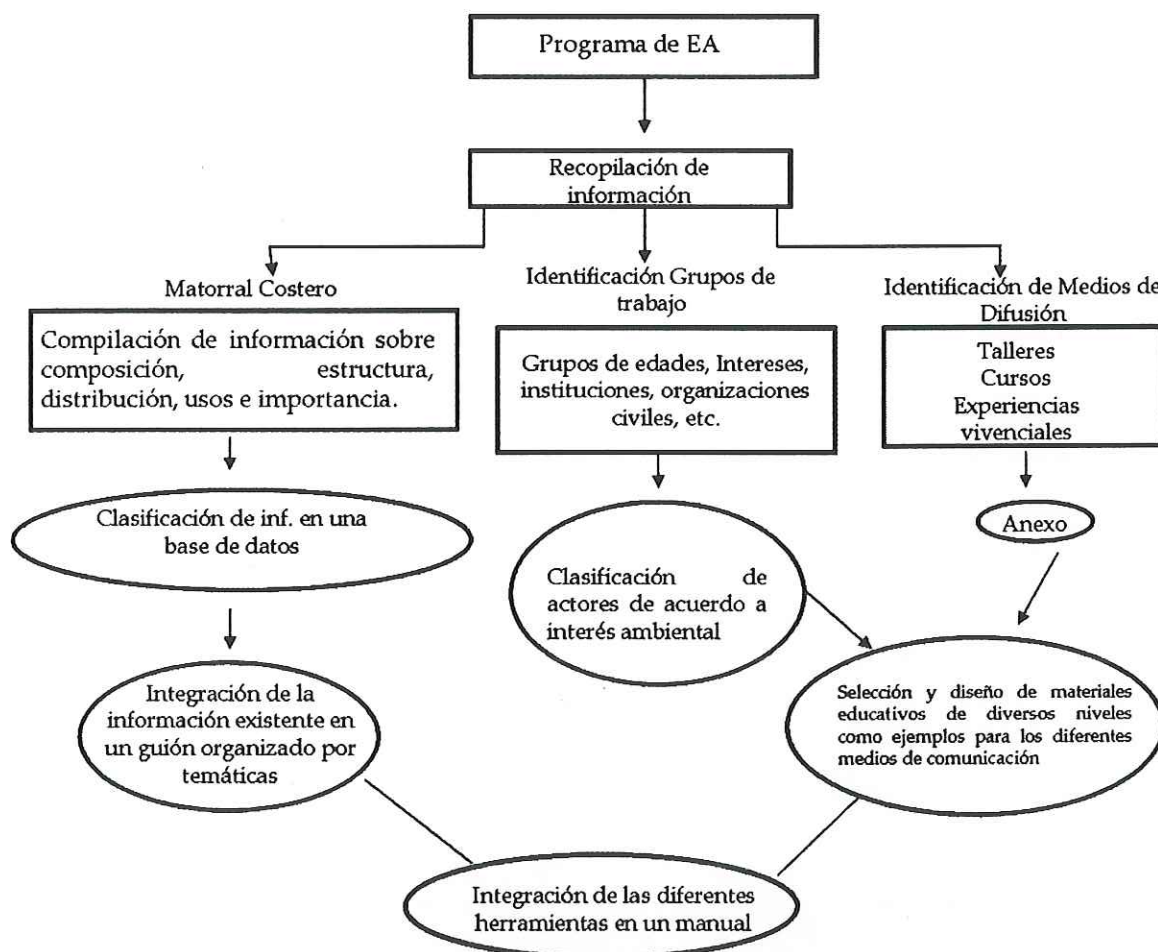 Programa de EA
Recopilación de
información
Matorral Costero
Compilación de información sobre
composición, estructura,
distribución, usos e importancia.
Clasificación de inf. en una
base de datos
Integración de la
información existente en
un guión organizado por
temáticas
Identificación Grupos de
trabajo
Grupos de edades, Intereses,
instituciones, organizaciones
civiles, etc.
Clasificación de
actores de acuerdo a
interés ambiental
Identificación de Medios de
Difusión
Talleres
Cursos
Experiencias
vivenciales
Anexo
Selección y diseño de materiales
educativos de diversos niveles
como ejemplos para los diferentes
medios de comunicación
Integración de las diferentes
herramientas en un manual